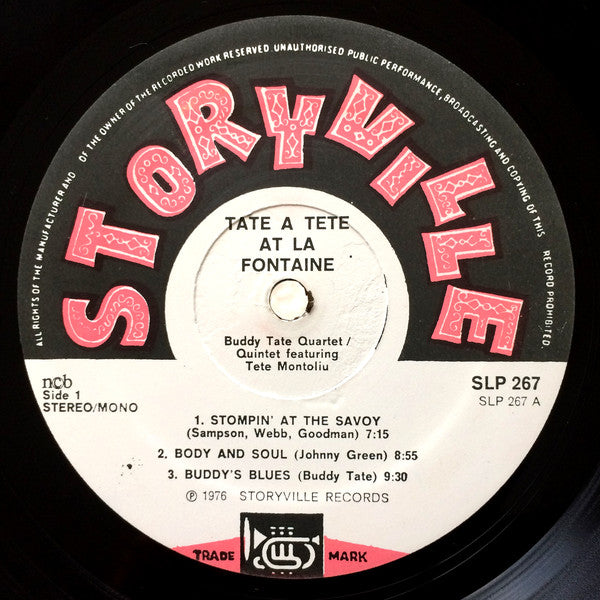 ALL RIGHTS OF THE MANUFACTURER AND OF THE OWNER OF THE RECORDED WORK RESERVED. UNAUTHORISED PUBLIC PERFORMANCE, BROADCASTING AND COPYING OF THIS RECORD PROHIBITED
STORYVILLE
TATE A TETE
AT LA
FONTAINE
Buddy Tate Quartet/
Quintet featuring
Tete Montoliu
ncb
Side 1
STEREO/MONO
SLP 267
SLP 267 A
1. STOMPIN' AT THE SAVOY
(Sampson, Webb, Goodman) 7:15
2. BODY AND SOUL (Johnny Green) 8:55
3. BUDDY'S BLUES (Buddy Tate) 9:30
℗ 1976 STORYVILLE RECORDS
TRADE MARK